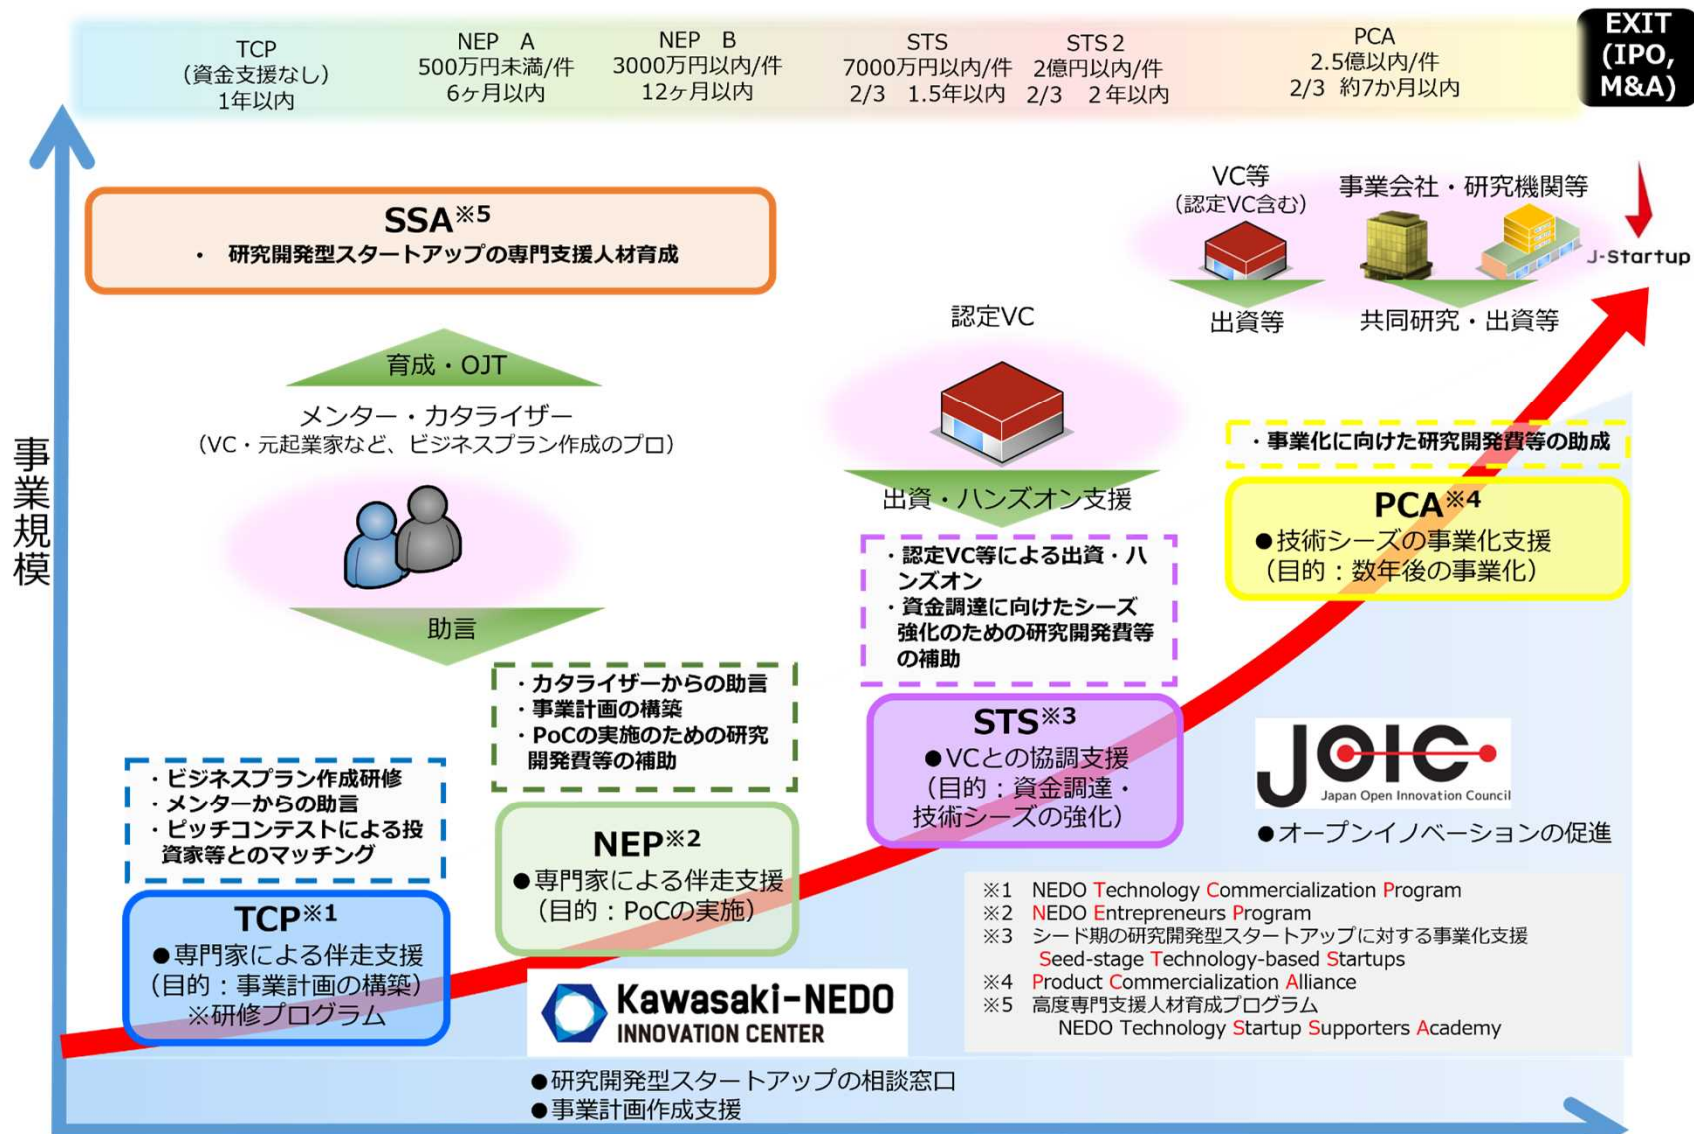 TCP
(資金支援なし)
1年以内
NEP　A
500万円未満/件
6ヶ月以内
NEP　B
3000万円以内/件
12ヶ月以内
STS
7000万円以内/件
2/3　1.5年以内
STS２
2億円以内/件
2/3　２年以内
PCA
2.5億以内/件
2/3 約7か月以内
EXIT
(IPO,
M&A)
事業規模
SSA※5
・ 研究開発型スタートアップの専門支援人材育成
育成・OJT
メンター・カタライザー
（VC・元起業家など、ビジネスプラン作成のプロ）
助言
・ビジネスプラン作成研修
・メンターからの助言
・ピッチコンテストによる投
資家等とのマッチング
TCP※1
●専門家による伴走支援
（目的：事業計画の構築）
※研修プログラム
・カタライザーからの助言
・事業計画の構築
・PoCの実施のための研究
開発費等の補助
NEP※2
●専門家による伴走支援
（目的：PoCの実施）
認定VC
出資・ハンズオン支援
・認定VC等による出資・ハ
ンズオン
・資金調達に向けたシーズ
強化のための研究開発費等
の補助
STS※3
●VCとの協調支援
（目的：資金調達・
技術シーズの強化）
VC等
（認定VC含む）
出資等
事業会社・研究機関等
共同研究・出資等
J-Startup
・事業化に向けた研究開発費等の助成
PCA※4
●技術シーズの事業化支援
（目的：数年後の事業化）
JOIC
Japan Open Innovation Council
●オープンイノベーションの促進
※1　NEDO Technology Commercialization Program
※2　NEDO Entrepreneurs Program
※3　シード期の研究開発型スタートアップに対する事業化支援
Seed-stage Technology-based Startups
※4　Product Commercialization Alliance
※5　高度専門支援人材育成プログラム
NEDO Technology Startup Supporters Academy
Kawasaki-NEDO
INNOVATION CENTER
●研究開発型スタートアップの相談窓口
●事業計画作成支援